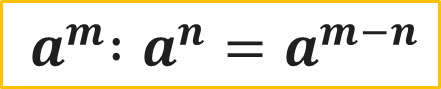 aᵐ: aⁿ = aᵐ⁻ⁿ